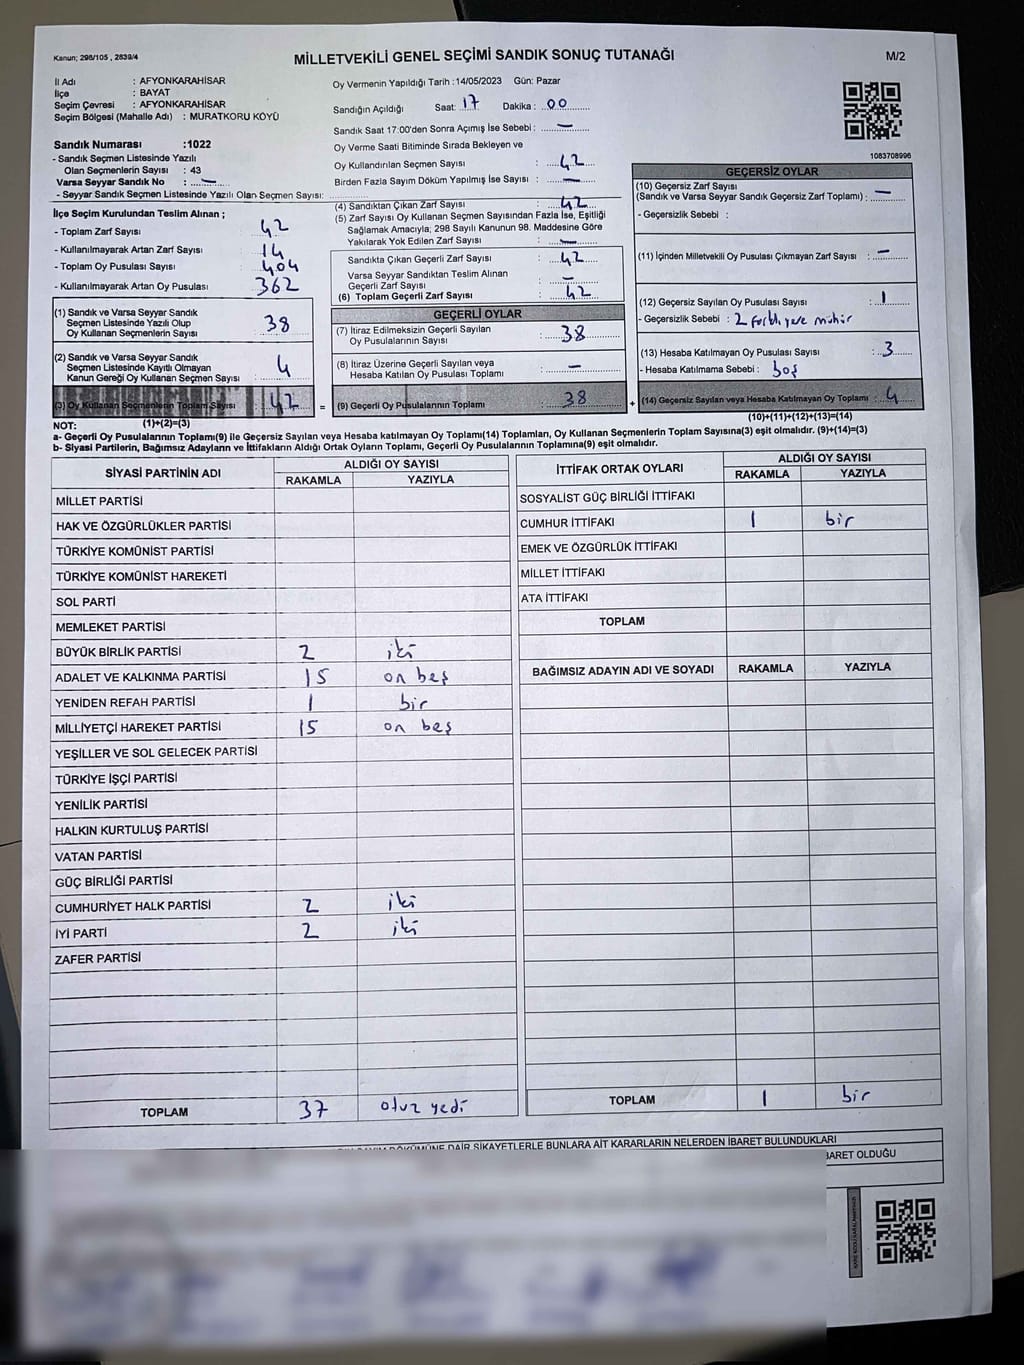 Kanun; 298/105 , 2839/4
MİLLETVEKİLİ GENEL SEÇİMİ SANDIK SONUÇ TUTANAĞI
M/2
İl Adı : AFYONKARAHİSAR
İlçe : BAYAT
Seçim Çevresi : AFYONKARAHİSAR
Seçim Bölgesi (Mahalle Adı) : MURATKORU KÖYÜ
Sandık Numarası :1022
- Sandık Seçmen Listesinde Yazılı
Olan Seçmenlerin Sayısı : 43
Varsa Seyyar Sandık No : —
- Seyyar Sandık Seçmen Listesinde Yazılı Olan Seçmen Sayısı:
Oy Vermenin Yapıldığı Tarih :14/05/2023 Gün: Pazar
Sandığın Açıldığı Saat: 17 Dakika : 00
Sandık Saat 17:00'den Sonra Açımış İse Sebebi : —
Oy Verme Saati Bitiminde Sırada Bekleyen ve
Oy Kullandırılan Seçmen Sayısı : 42
Birden Fazla Sayım Döküm Yapılmış İse Sayısı : —
1083708996
İlçe Seçim Kurulundan Teslim Alınan ;
- Toplam Zarf Sayısı 42
- Kullanılmayarak Artan Zarf Sayısı 14
- Toplam Oy Pusulası Sayısı 404
- Kullanılmayarak Artan Oy Pusulası 362
(4) Sandıktan Çıkan Zarf Sayısı : 42
(5) Zarf Sayısı Oy Kullanan Seçmen Sayısından Fazla İse, Eşitliği
Sağlamak Amacıyla; 298 Sayılı Kanunun 98. Maddesine Göre
Yakılarak Yok Edilen Zarf Sayısı : —
Sandıkta Çıkan Geçerli Zarf Sayısı : 42
Varsa Seyyar Sandıktan Teslim Alınan
Geçerli Zarf Sayısı : —
(6) Toplam Geçerli Zarf Sayısı : 42
GEÇERSİZ OYLAR
(10) Geçersiz Zarf Sayısı
(Sandık ve Varsa Seyyar Sandık Geçersiz Zarf Toplamı) : —
- Geçersizlik Sebebi :
(11) İçinden Milletvekili Oy Pusulası Çıkmayan Zarf Sayısı : —
(12) Geçersiz Sayılan Oy Pusulası Sayısı : 1
- Geçersizlik Sebebi : 2 farklı yere mühür
(13) Hesaba Katılmayan Oy Pusulası Sayısı : 3
- Hesaba Katılmama Sebebi : boş
(14) Geçersiz Sayılan veya Hesaba Katılmayan Oy Toplamı : 4
(10)+(11)+(12)+(13)=(14)
(1) Sandık ve Varsa Seyyar Sandık
Seçmen Listesinde Yazılı Olup
Oy Kullanan Seçmenlerin Sayısı : 38
(2) Sandık ve Varsa Seyyar Sandık
Seçmen Listesinde Kayıtlı Olmayan
Kanun Gereği Oy Kullanan Seçmen Sayısı : 4
(3) Oy Kullanan Seçmenlerin Toplam Sayısı : 42 =
(1)+(2)=(3)
GEÇERLİ OYLAR
(7) İtiraz Edilmeksizin Geçerli Sayılan
Oy Pusulalarının Sayısı : 38
(8) İtiraz Üzerine Geçerli Sayılan veya
Hesaba Katılan Oy Pusulası Toplamı : —
(9) Geçerli Oy Pusulalarının Toplamı : 38 +
NOT:
a- Geçerli Oy Pusulalarının Toplamı(9) ile Geçersiz Sayılan veya Hesaba katılmayan Oy Toplamı(14) Toplamları, Oy Kullanan Seçmenlerin Toplam Sayısına(3) eşit olmalıdır. (9)+(14)=(3)
b- Siyasi Partilerin, Bağımsız Adayların ve İttifakların Aldığı Ortak Oyların Toplamı, Geçerli Oy Pusulalarının Toplamına(9) eşit olmalıdır.
SİYASİ PARTİNİN ADI ALDIĞI OY SAYISI
RAKAMLA YAZIYLA
MİLLET PARTİSİ
HAK VE ÖZGÜRLÜKLER PARTİSİ
TÜRKİYE KOMÜNİST PARTİSİ
TÜRKİYE KOMÜNİST HAREKETİ
SOL PARTİ
MEMLEKET PARTİSİ
BÜYÜK BİRLİK PARTİSİ 2 iki
ADALET VE KALKINMA PARTİSİ 15 on beş
YENİDEN REFAH PARTİSİ 1 bir
MİLLİYETÇİ HAREKET PARTİSİ 15 on beş
YEŞİLLER VE SOL GELECEK PARTİSİ
TÜRKİYE İŞÇİ PARTİSİ
YENİLİK PARTİSİ
HALKIN KURTULUŞ PARTİSİ
VATAN PARTİSİ
GÜÇ BİRLİĞİ PARTİSİ
CUMHURİYET HALK PARTİSİ 2 iki
İYİ PARTİ 2 iki
ZAFER PARTİSİ
TOPLAM 37 otuz yedi
İTTİFAK ORTAK OYLARI ALDIĞI OY SAYISI
RAKAMLA YAZIYLA
SOSYALİST GÜÇ BİRLİĞİ İTTİFAKI
CUMHUR İTTİFAKI 1 bir
EMEK VE ÖZGÜRLÜK İTTİFAKI
MİLLET İTTİFAKI
ATA İTTİFAKI
TOPLAM
BAĞIMSIZ ADAYIN ADI VE SOYADI RAKAMLA YAZIYLA
TOPLAM 1 bir
DÖKÜMÜNE DAİR ŞİKAYETLERLE BUNLARA AİT KARARLARIN NELERDEN İBARET BULUNDUKLARI
BARET OLDUĞU